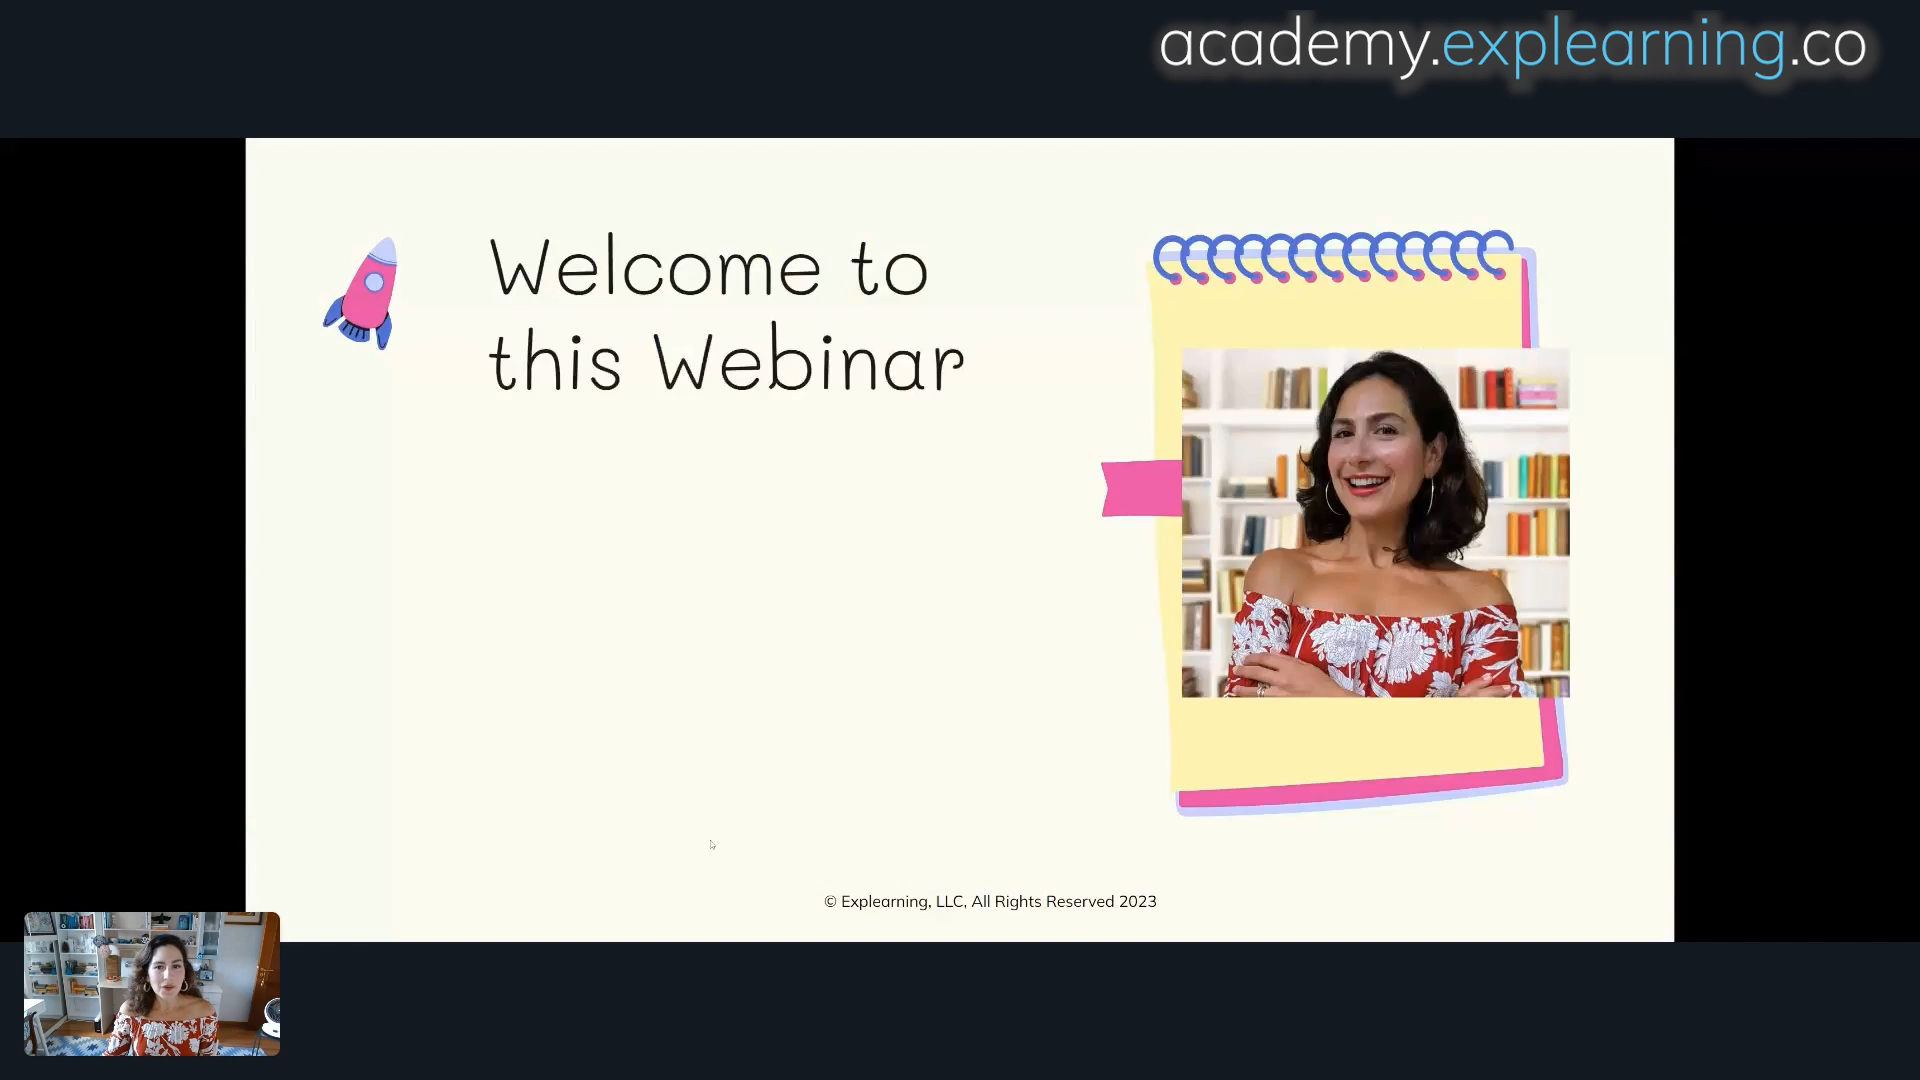 academy.explearning.co
Welcome to
this Webinar
© Explearning, LLC, All Rights Reserved 2023